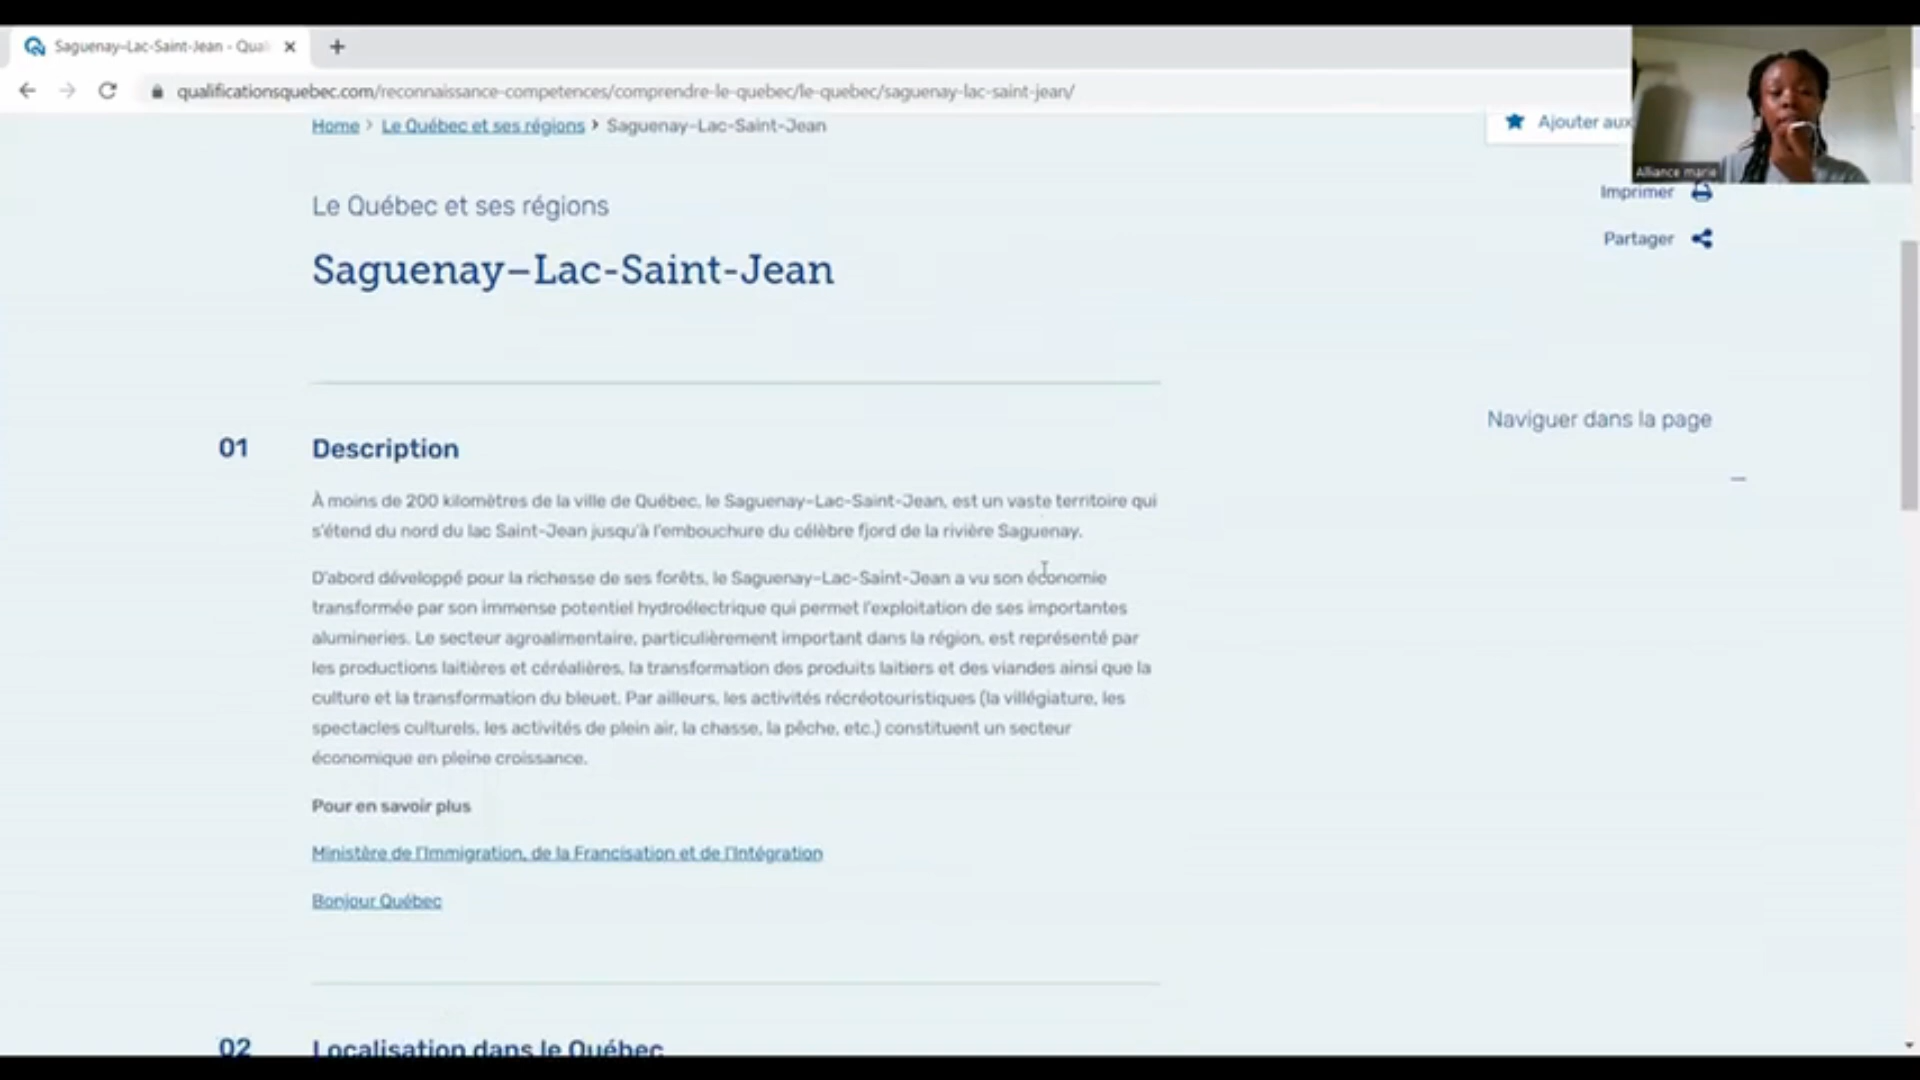 Saguenay–Lac-Saint-Jean - Quali
qualificationsquebec.com/reconnaissance-competences/comprendre-le-quebec/le-quebec/saguenay-lac-saint-jean/
Home > Le Québec et ses régions > Saguenay–Lac-Saint-Jean
Ajouter aux
Alliance marie
Imprimer
Partager
Le Québec et ses régions
Saguenay–Lac-Saint-Jean
Naviguer dans la page
01 Description
À moins de 200 kilomètres de la ville de Québec, le Saguenay–Lac-Saint-Jean, est un vaste territoire qui
s'étend du nord du lac Saint-Jean jusqu'à l'embouchure du célèbre fjord de la rivière Saguenay.
D'abord développé pour la richesse de ses forêts, le Saguenay–Lac-Saint-Jean a vu son économie
transformée par son immense potentiel hydroélectrique qui permet l'exploitation de ses importantes
alumineries. Le secteur agroalimentaire, particulièrement important dans la région, est représenté par
les productions laitières et céréalières, la transformation des produits laitiers et des viandes ainsi que la
culture et la transformation du bleuet. Par ailleurs, les activités récréotouristiques (la villégiature, les
spectacles culturels, les activités de plein air, la chasse, la pêche, etc.) constituent un secteur
économique en pleine croissance.
Pour en savoir plus
Ministère de l'Immigration, de la Francisation et de l'Intégration
Bonjour Québec
02 Localisation dans le Québec